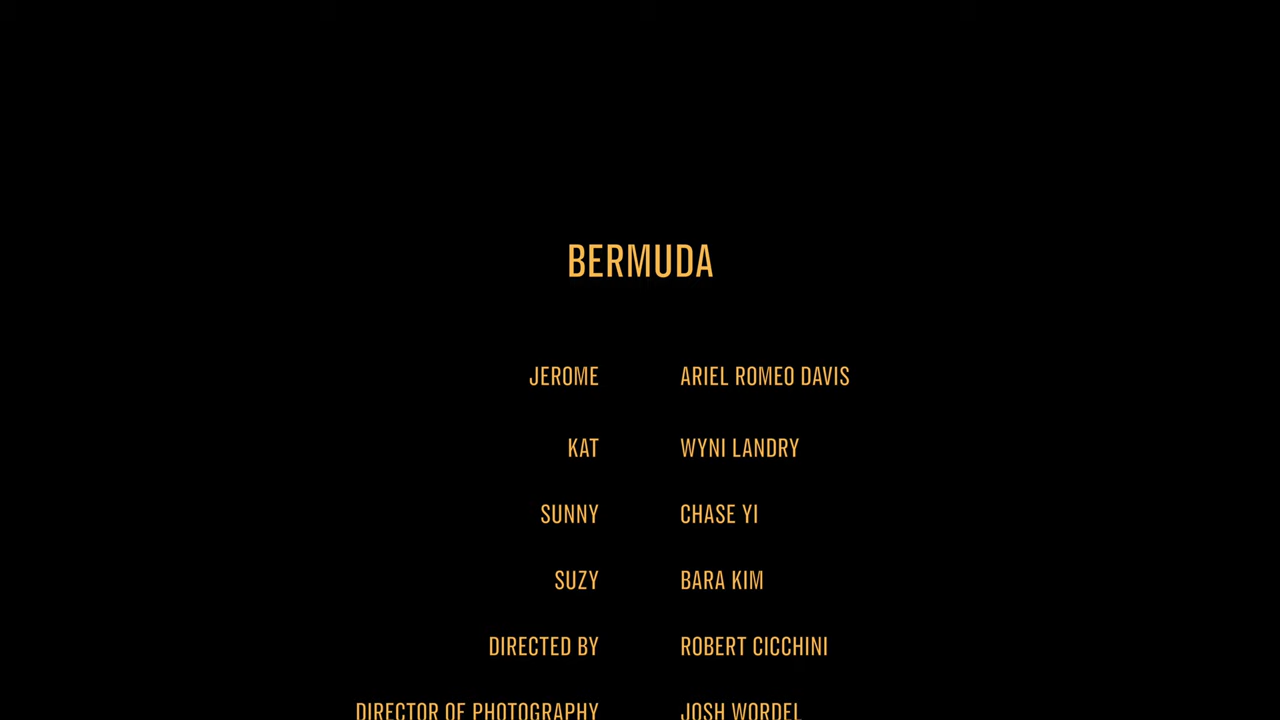 BERMUDA
JEROME ARIEL ROMEO DAVIS
KAT WYNI LANDRY
SUNNY CHASE YI
SUZY BARA KIM
DIRECTED BY ROBERT CICCHINI
DIRECTOR OF PHOTOGRAPHY JOSH WORDEL